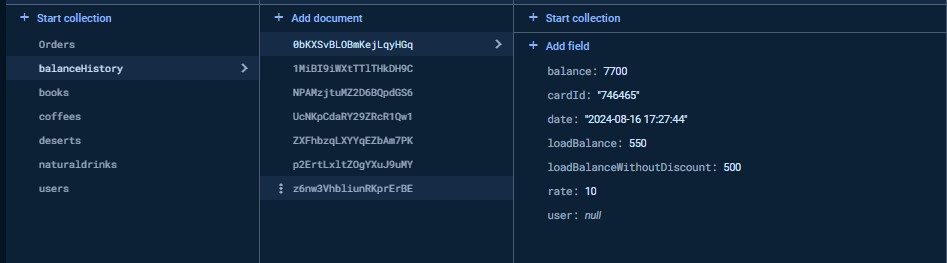 Start collection
Orders
balanceHistory
books
coffees
deserts
naturaldrinks
users
Add document
0bKXSvBLOBmKejLqyHGq
1MiBI9iWXtTTlTHkDH9C
NPAMzjtuMZ2D6BQpdGS6
UcNKpCdaRY29ZRcR1Qw1
ZXFhbzqLXYYqEZbAm7PK
p2ErtLxltZOgYXuJ9uMY
z6nw3VhbliunRKprErBE
Start collection
Add field
balance: 7700
cardId: "746465"
date: "2024-08-16 17:27:44"
loadBalance: 550
loadBalanceWithoutDiscount: 500
rate: 10
user: null